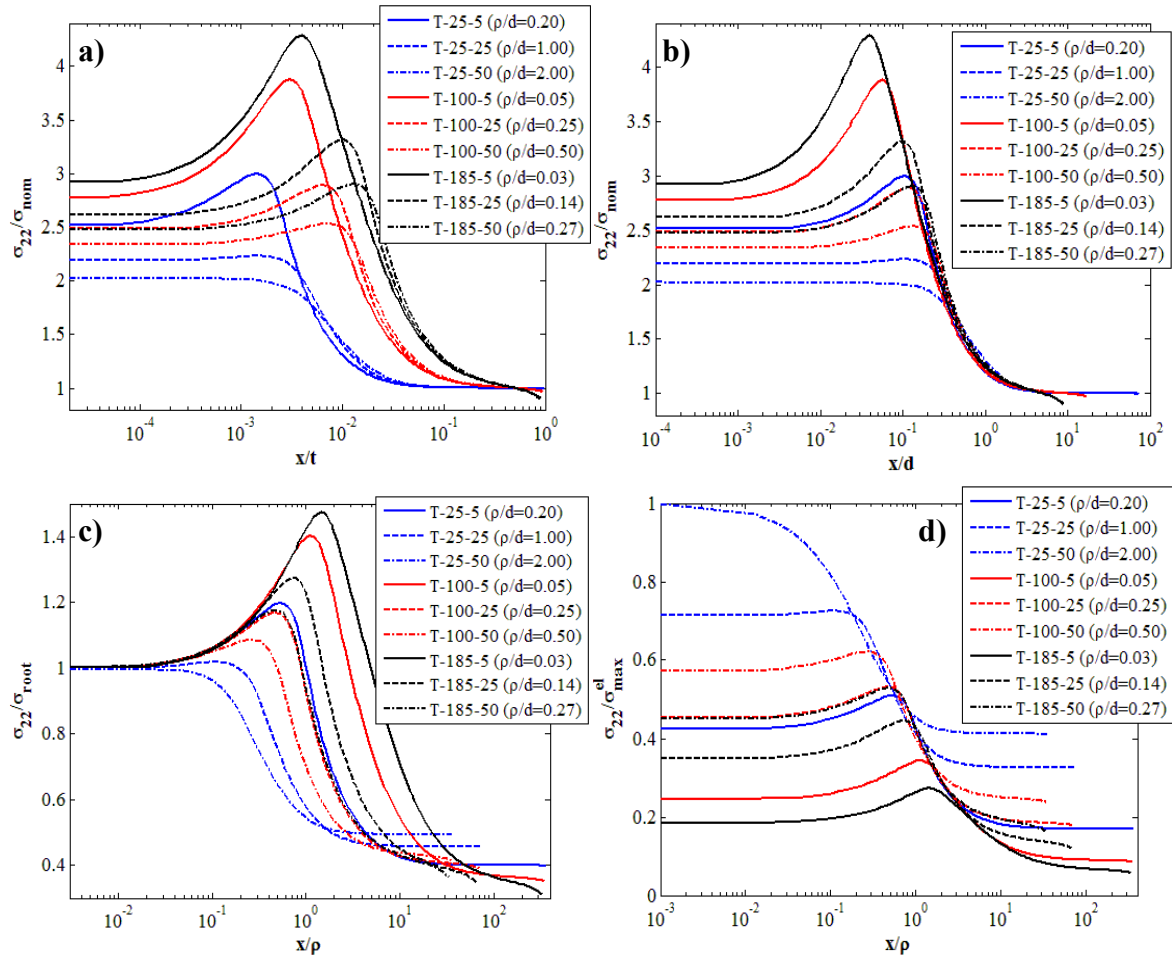 a)
4
3.5
3
2.5
2
1.5
1
σ22/σnom
10^-4
10^-3
10^-2
10^-1
10^0
x/t
T-25-5 (ρ/d=0.20)
T-25-25 (ρ/d=1.00)
T-25-50 (ρ/d=2.00)
T-100-5 (ρ/d=0.05)
T-100-25 (ρ/d=0.25)
T-100-50 (ρ/d=0.50)
T-185-5 (ρ/d=0.03)
T-185-25 (ρ/d=0.14)
T-185-50 (ρ/d=0.27)
b)
4
3.5
3
2.5
2
1.5
1
σ22/σnom
10^-4
10^-3
10^-2
10^-1
10^0
10^1
10^2
x/d
T-25-5 (ρ/d=0.20)
T-25-25 (ρ/d=1.00)
T-25-50 (ρ/d=2.00)
T-100-5 (ρ/d=0.05)
T-100-25 (ρ/d=0.25)
T-100-50 (ρ/d=0.50)
T-185-5 (ρ/d=0.03)
T-185-25 (ρ/d=0.14)
T-185-50 (ρ/d=0.27)
c)
1.4
1.2
1
0.8
0.6
0.4
σ22/σroot
10^-2
10^-1
10^0
10^1
10^2
x/ρ
T-25-5 (ρ/d=0.20)
T-25-25 (ρ/d=1.00)
T-25-50 (ρ/d=2.00)
T-100-5 (ρ/d=0.05)
T-100-25 (ρ/d=0.25)
T-100-50 (ρ/d=0.50)
T-185-5 (ρ/d=0.03)
T-185-25 (ρ/d=0.14)
T-185-50 (ρ/d=0.27)
d)
1
0.8
0.6
0.4
0.2
0
σ22/σ^el max
10^-3
10^-2
10^-1
10^0
10^1
10^2
x/ρ
T-25-5 (ρ/d=0.20)
T-25-25 (ρ/d=1.00)
T-25-50 (ρ/d=2.00)
T-100-5 (ρ/d=0.05)
T-100-25 (ρ/d=0.25)
T-100-50 (ρ/d=0.50)
T-185-5 (ρ/d=0.03)
T-185-25 (ρ/d=0.14)
T-185-50 (ρ/d=0.27)